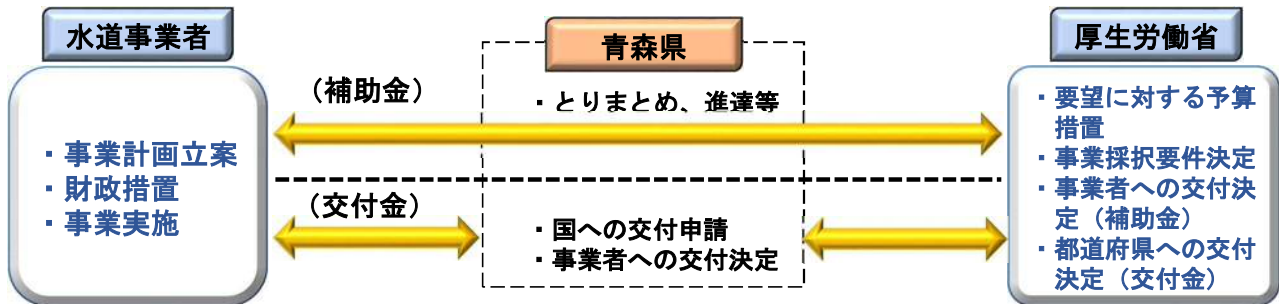 水道事業者
・事業計画立案
・財政措置
・事業実施
(補助金)
(交付金)
青森県
・とりまとめ、進達等
・国への交付申請
・事業者への交付決定
厚生労働省
・要望に対する予算
措置
・事業採択要件決定
・事業者への交付決
定(補助金)
・都道府県への交付
決定(交付金)